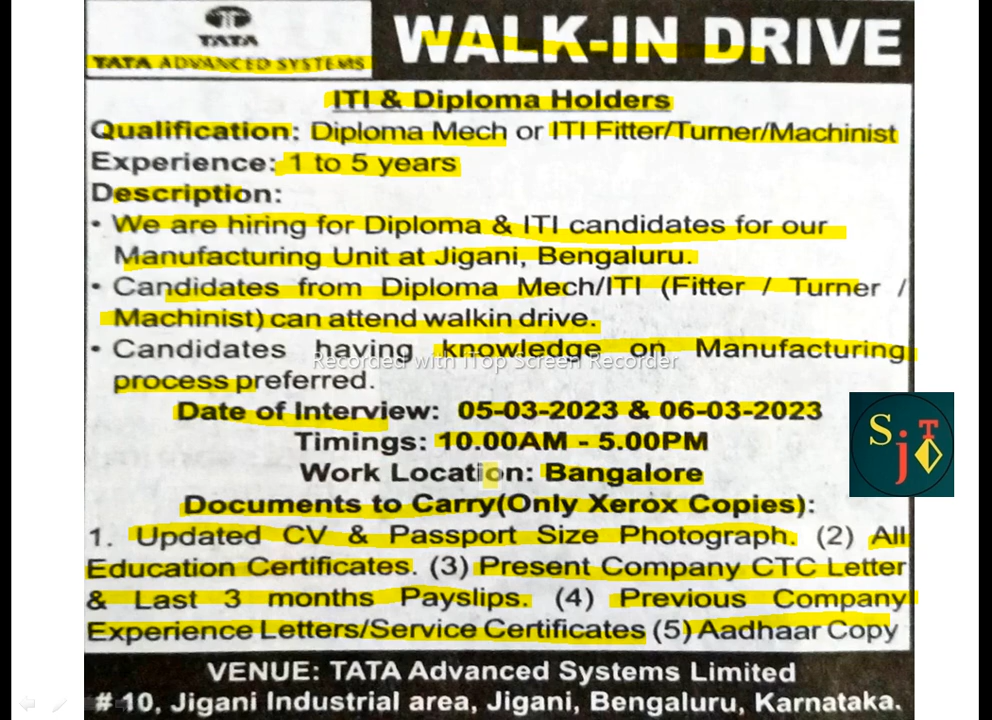 TATA
TATA ADVANCED SYSTEMS
WALK-IN DRIVE
ITI & Diploma Holders
Qualification: Diploma Mech or ITI Fitter/Turner/Machinist
Experience: 1 to 5 years
Description:
• We are hiring for Diploma & ITI candidates for our
Manufacturing Unit at Jigani, Bengaluru.
• Candidates from Diploma Mech/ITI (Fitter / Turner /
Machinist) can attend walkin drive.
• Candidates having knowledge on Manufacturing
Recorded with iTop Screen Recorder
process preferred.
Date of Interview: 05-03-2023 & 06-03-2023
Timings: 10.00AM - 5.00PM
Work Location: Bangalore
Documents to Carry(Only Xerox Copies):
1. Updated CV & Passport Size Photograph. (2) All
Education Certificates. (3) Present Company CTC Letter
& Last 3 months Payslips. (4) Previous Company
Experience Letters/Service Certificates (5) Aadhaar Copy
VENUE: TATA Advanced Systems Limited
# 10, Jigani Industrial area, Jigani, Bengaluru, Karnataka.
SjT